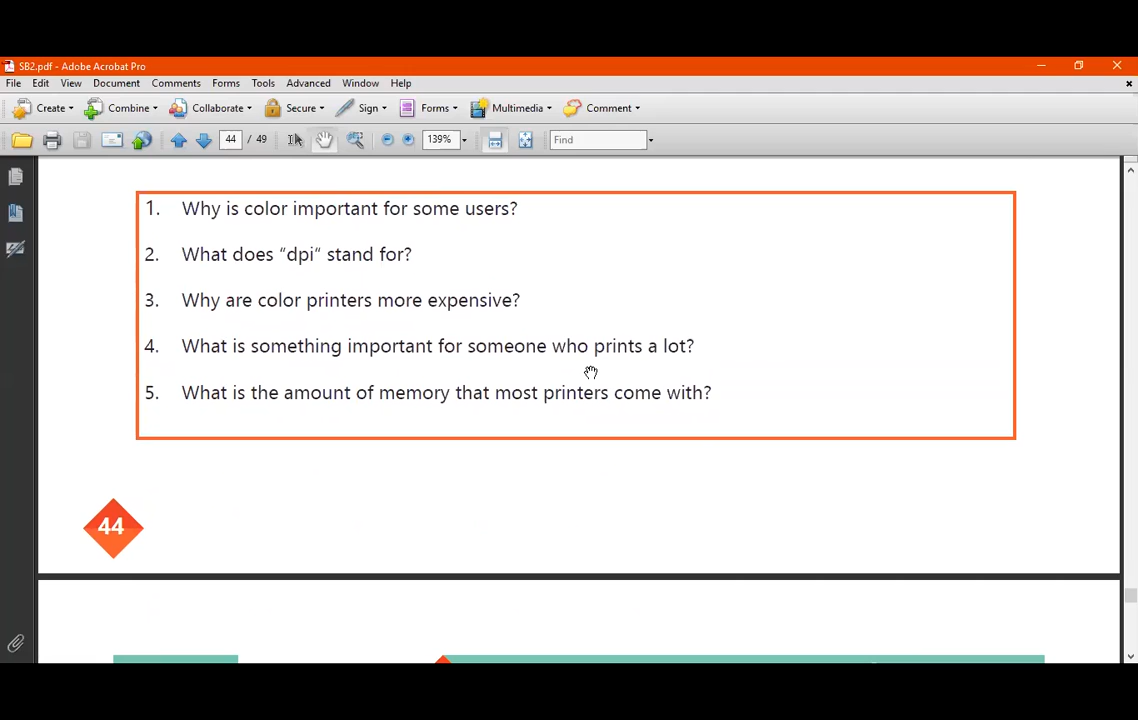 SB2.pdf - Adobe Acrobat Pro
File Edit View Document Comments Forms Tools Advanced Window Help
Create Combine Collaborate Secure Sign Forms Multimedia Comment
44 / 49 139% Find
1. Why is color important for some users?
2. What does “dpi“ stand for?
3. Why are color printers more expensive?
4. What is something important for someone who prints a lot?
5. What is the amount of memory that most printers come with?
44